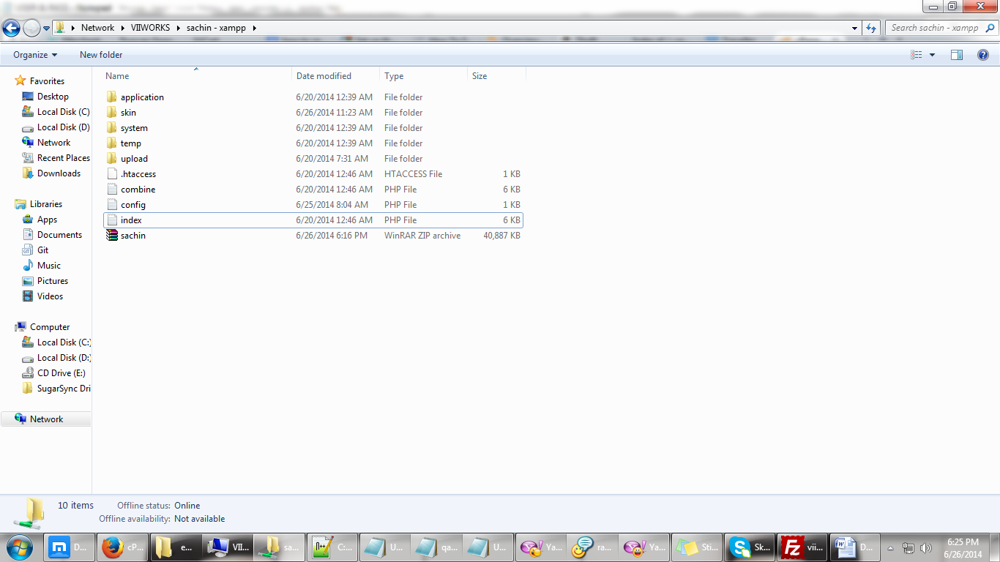 Network VIIWORKS sachin - xampp
Search sachin - xampp
Organize New folder
Name Date modified Type Size
Favorites
Desktop
Local Disk (C)
Local Disk (D)
Network
Recent Places
Downloads
Libraries
Apps
Documents
Git
Music
Pictures
Videos
Computer
Local Disk (C:)
Local Disk (D:)
CD Drive (E:)
SugarSync Dri
Network
application 6/20/2014 12:39 AM File folder
skin 6/26/2014 11:23 AM File folder
system 6/20/2014 12:39 AM File folder
temp 6/20/2014 12:39 AM File folder
upload 6/20/2014 7:31 AM File folder
.htaccess 6/20/2014 12:46 AM HTACCESS File 1 KB
combine 6/20/2014 12:46 AM PHP File 6 KB
config 6/25/2014 8:04 AM PHP File 1 KB
index 6/20/2014 12:46 AM PHP File 6 KB
sachin 6/26/2014 6:16 PM WinRAR ZIP archive 40,887 KB
10 items Offline status: Online
Offline availability: Not available
D... cP... e... VII... sa... C:... U... qa... U... Ya... ra... Ya... Sti... Sk... vii... D... 6:25 PM
6/26/2014